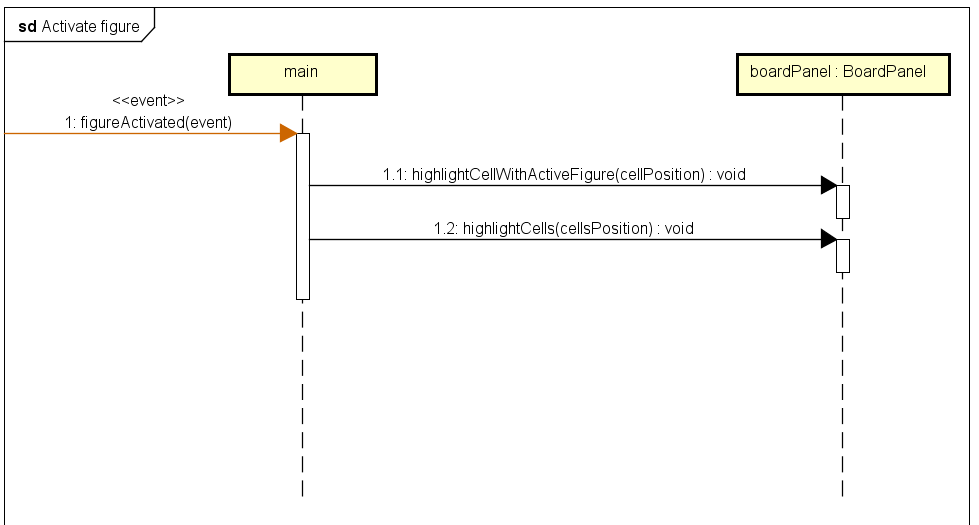 sd Activate figure
main
boardPanel : BoardPanel
<<event>>
1: figureActivated(event)
1.1: highlightCellWithActiveFigure(cellPosition) : void
1.2: highlightCells(cellsPosition) : void